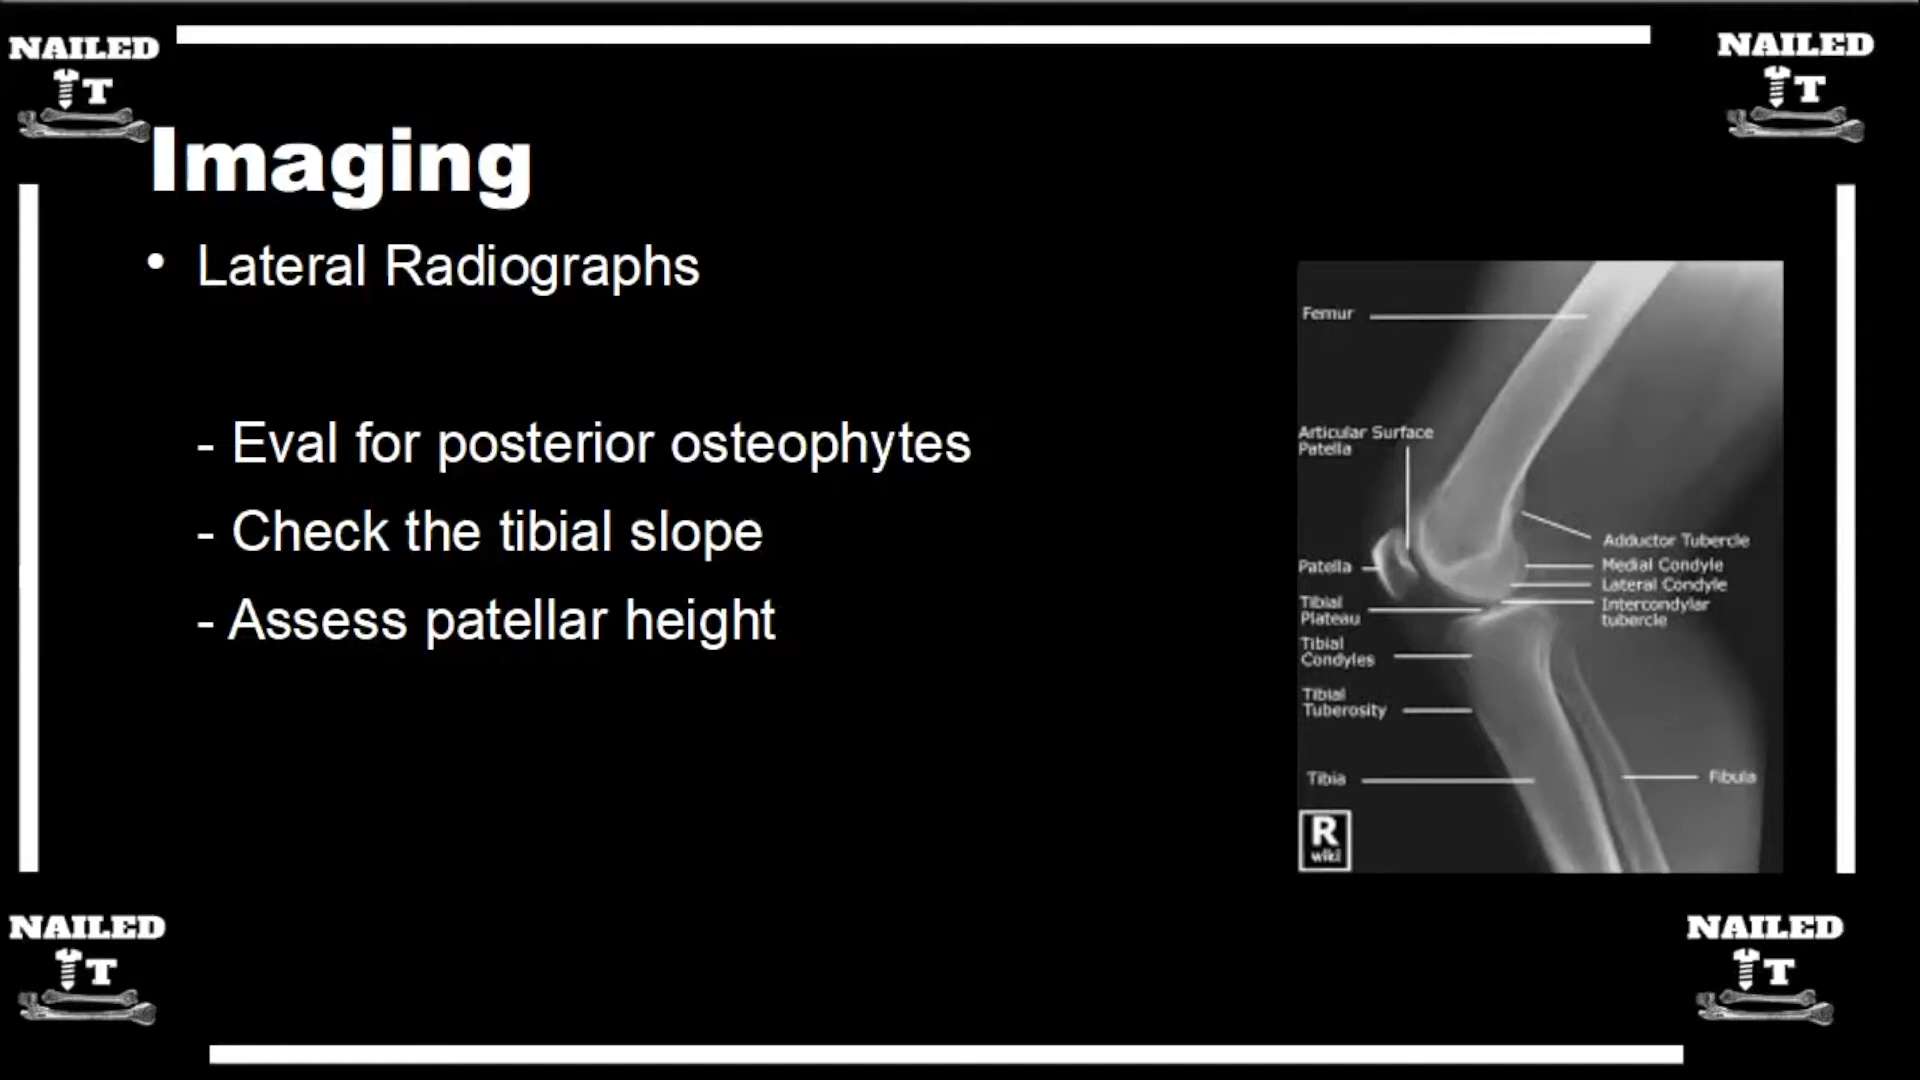 NAILED
IT
NAILED
IT
Imaging
• Lateral Radiographs
- Eval for posterior osteophytes
- Check the tibial slope
- Assess patellar height
Femur
Articular Surface
Patella
Adductor Tubercle
Patella
Medial Condyle
Lateral Condyle
Tibial
Plateau
Intercondylar
tubercle
Tibial
Condyles
Tibial
Tuberosity
Tibia
Fibula
R
wiki
NAILED
IT
NAILED
IT